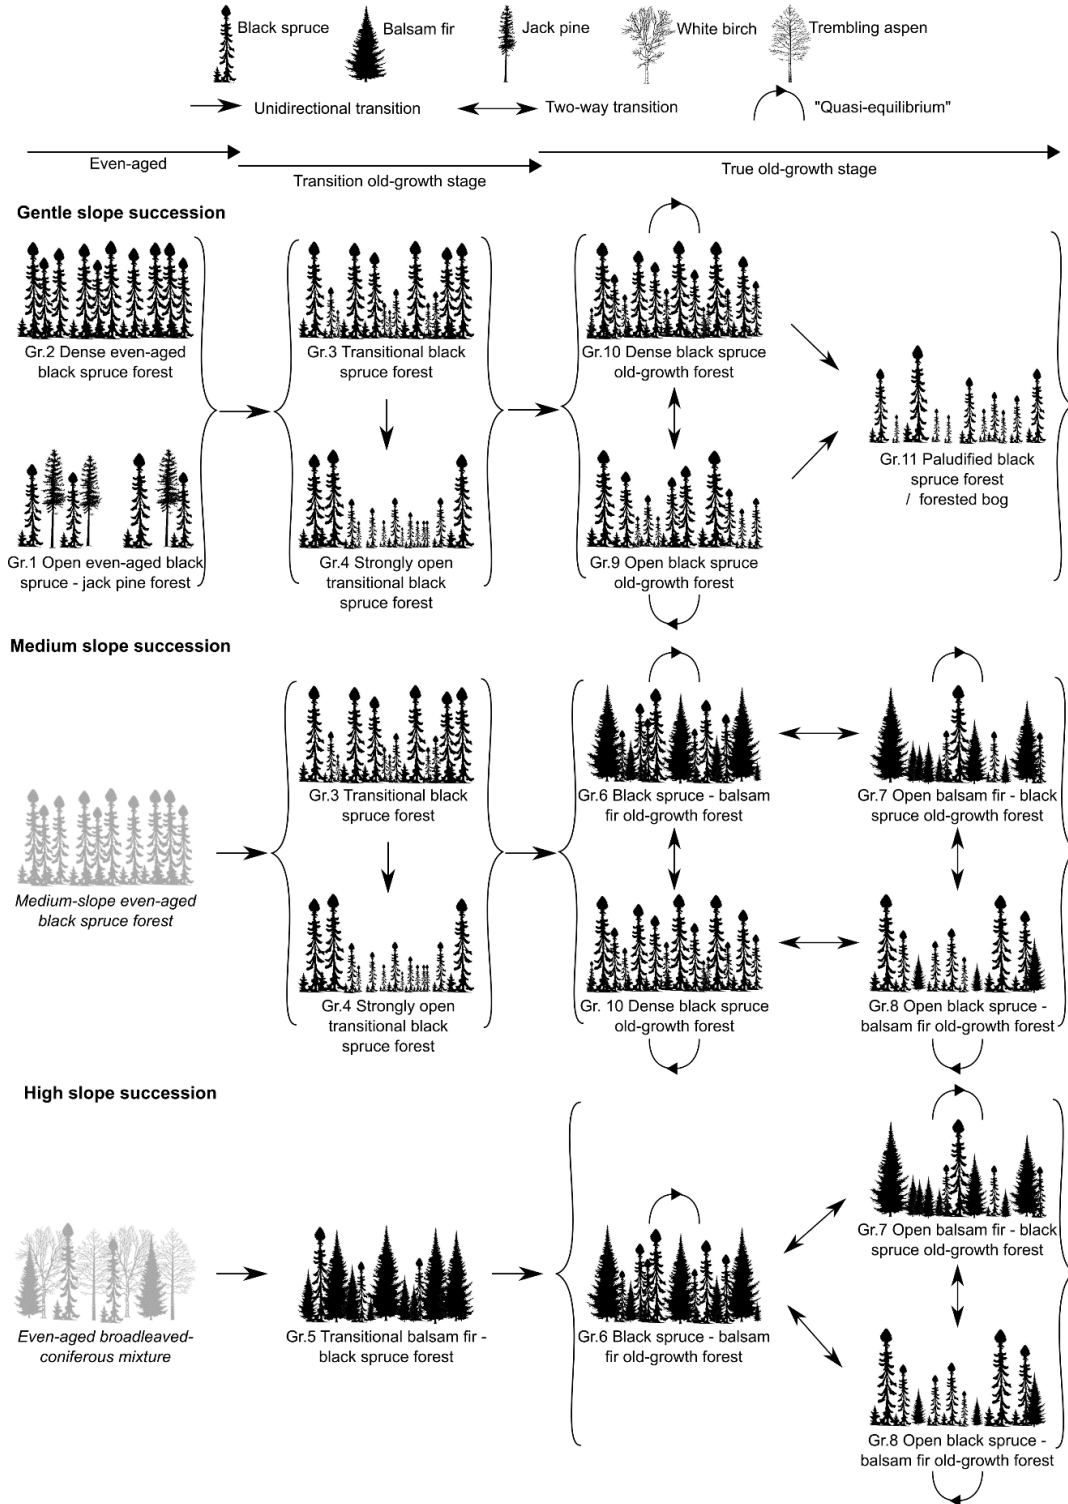 Black spruce
Balsam fir
Jack pine
White birch
Trembling aspen
Unidirectional transition
Two-way transition
"Quasi-equilibrium"
Even-aged
Transition old-growth stage
True old-growth stage
Gentle slope succession
Gr.2 Dense even-aged
black spruce forest
Gr.3 Transitional black
spruce forest
Gr.10 Dense black spruce
old-growth forest
Gr.11 Paludified black
spruce forest
/ forested bog
Gr.1 Open even-aged black
spruce - jack pine forest
Gr.4 Strongly open
transitional black
spruce forest
Gr.9 Open black spruce
old-growth forest
Medium slope succession
Medium-slope even-aged
black spruce forest
Gr.3 Transitional black
spruce forest
Gr.6 Black spruce - balsam
fir old-growth forest
Gr.7 Open balsam fir - black
spruce old-growth forest
Gr.4 Strongly open
transitional black
spruce forest
Gr. 10 Dense black spruce
old-growth forest
Gr.8 Open black spruce -
balsam fir old-growth forest
High slope succession
Even-aged broadleaved-
coniferous mixture
Gr.5 Transitional balsam fir -
black spruce forest
Gr.6 Black spruce - balsam
fir old-growth forest
Gr.7 Open balsam fir - black
spruce old-growth forest
Gr.8 Open black spruce -
balsam fir old-growth forest